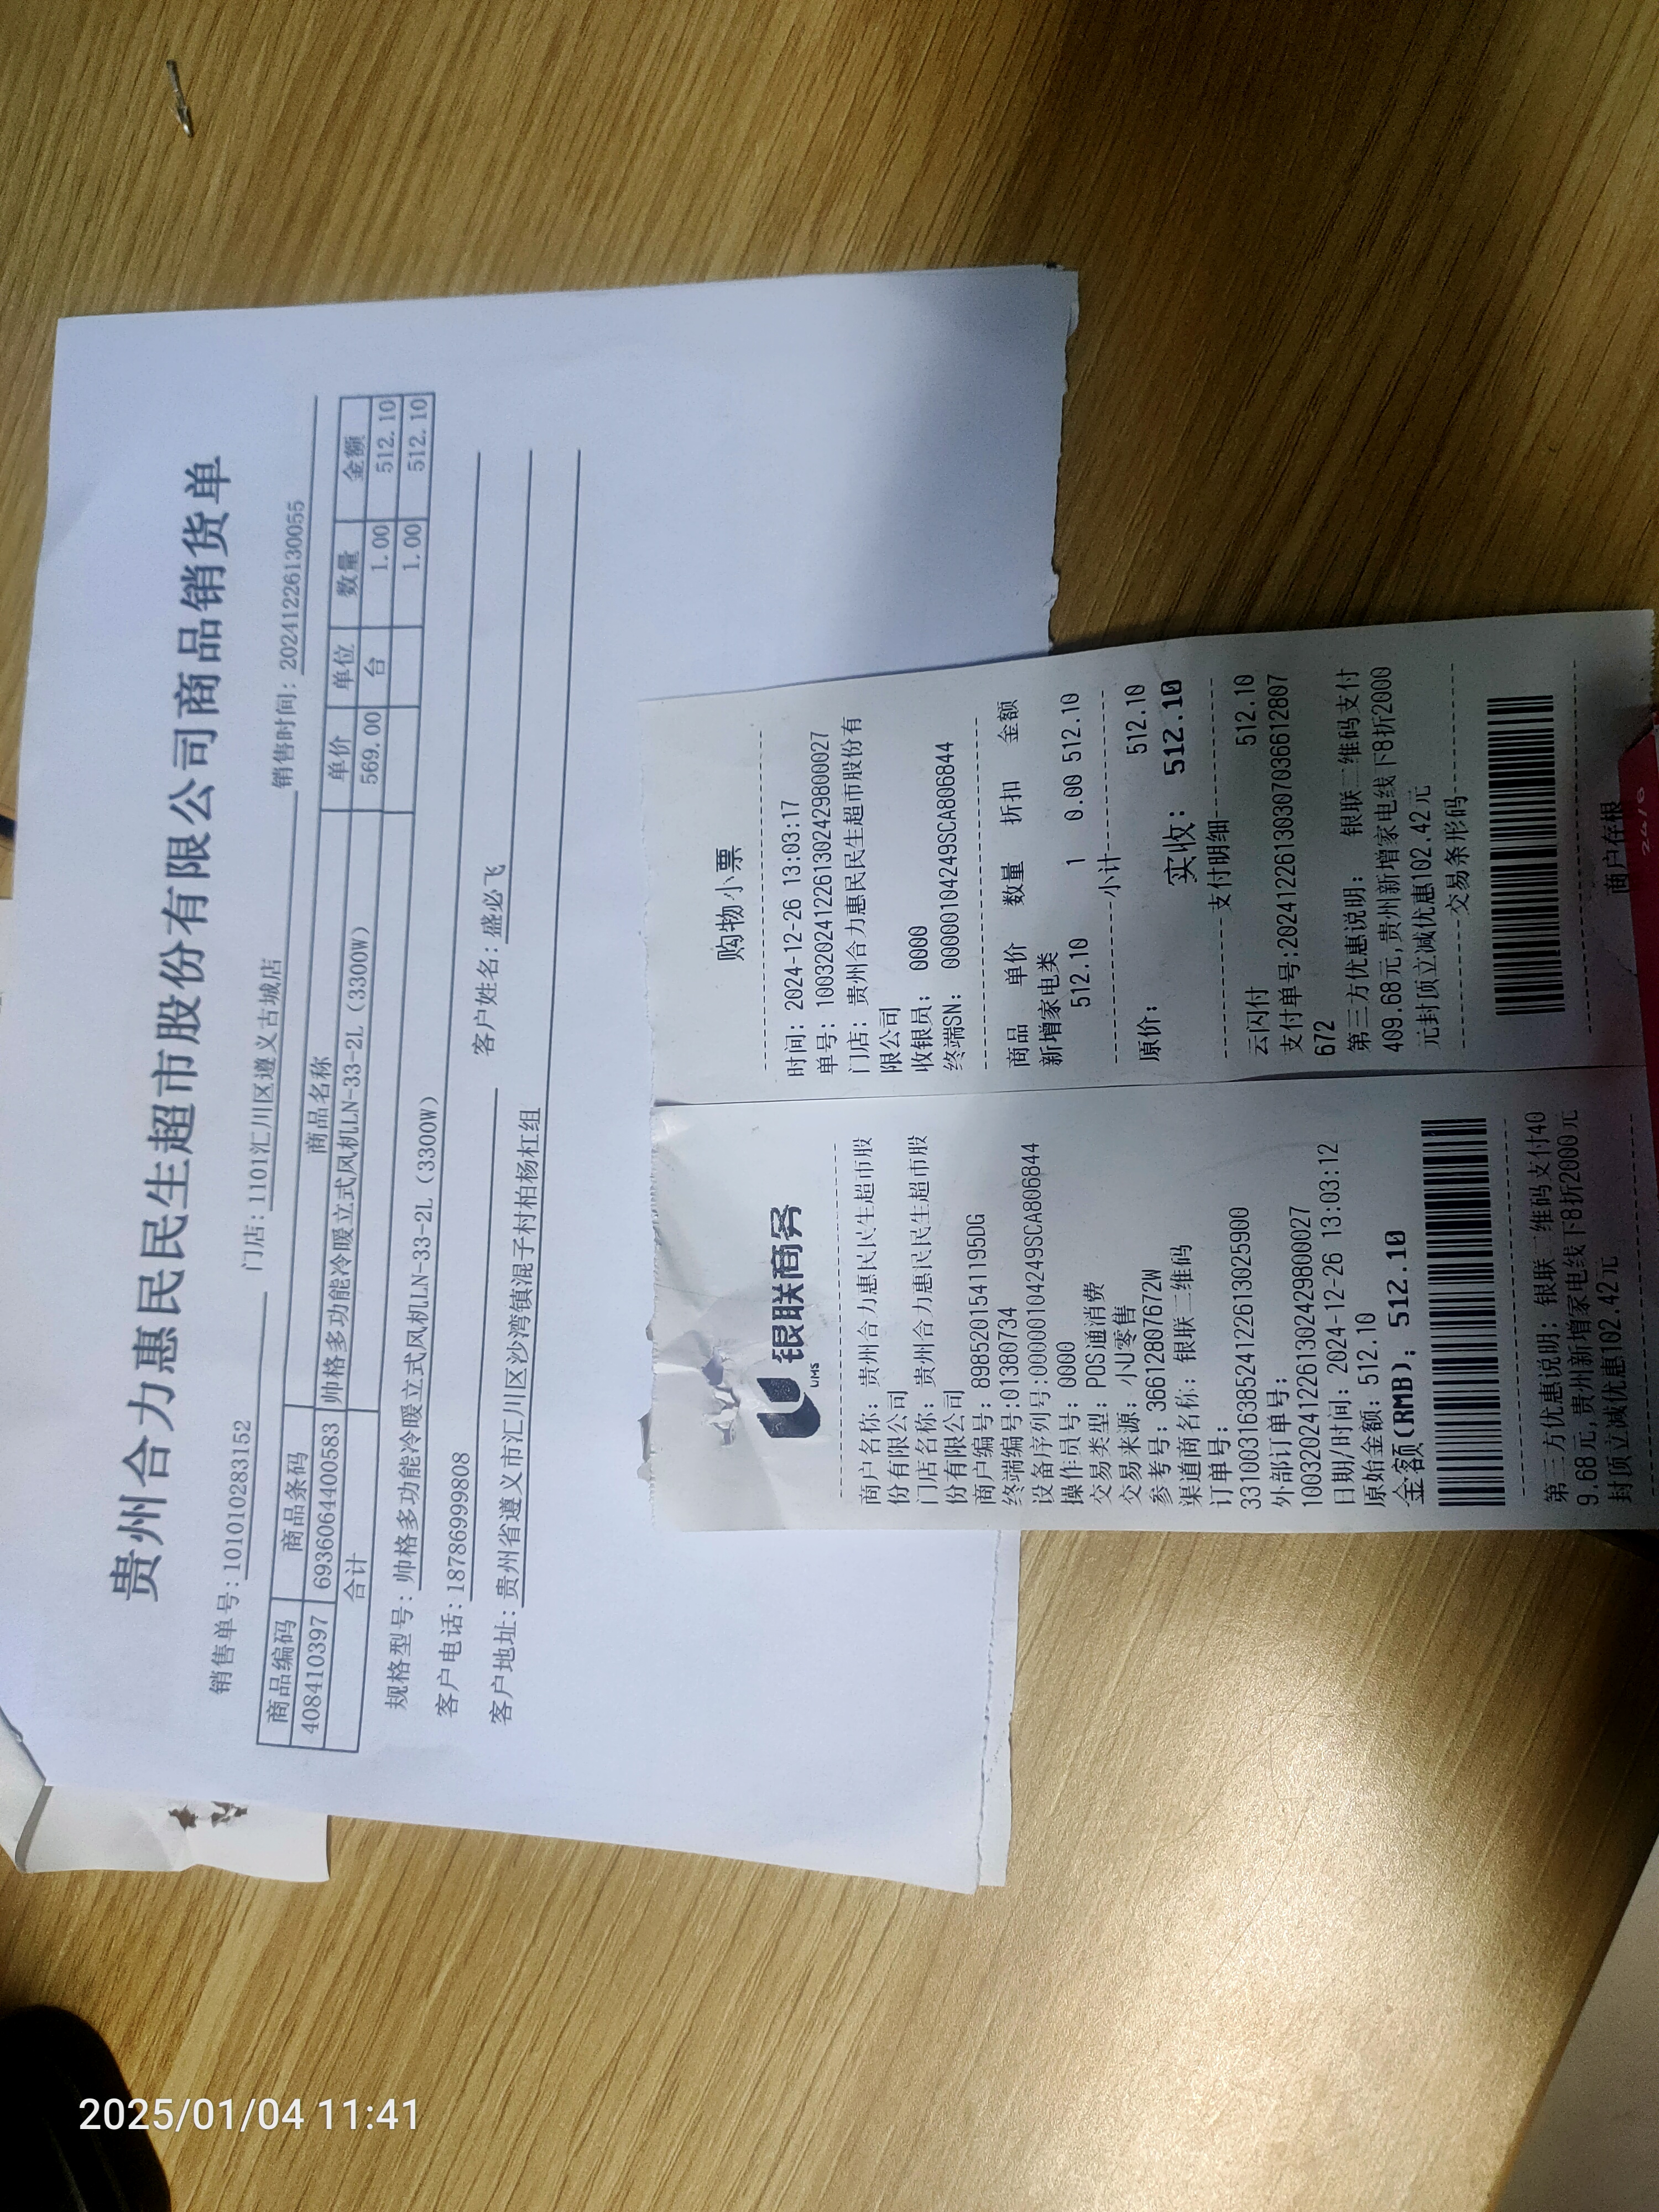 贵州合力惠民民生超市股份有限公司商品销货单
销售单号:1010102831​52 门店:1101汇川区遵义古城店 销售时间:20241226130055
商品编码 商品条码 商品名称 单价 单位 数量 金额
408410397 6936064400583 帅格多功能冷暖立式风机LN-33-2L(3300W) 569.00 台 1.00 512.10
合计 1.00 512.10
规格型号:帅格多功能冷暖立式风机LN-33-2L(3300W)
客户电话:18786999808 客户姓名:盛必飞
客户地址:贵州省遵义市汇川区沙湾镇混子村柏杨杠组
UMS 银联商务
商户名称: 贵州合力惠民民生超市股
份有限公司
门店名称: 贵州合力惠民民生超市股
份有限公司
商户编号: 8985201541195DG
终端编号:01380734
设备序列号:00000104249SCA806844
操作员号: 0000
交易类型: POS通消费
交易来源: 小U零售
参考号: 36612807672W
渠道商名称: 银联二维码
订单号:
3310031638524122613025900
外部订单号:
10032024122613024298​00027
日期/时间: 2024-12-26 13:03:12
原始金额: 512.10
金额(RMB): 512.10
第三方优惠说明: 银联二维码支付40
9.68元,贵州新增家电线下8折2000元
封顶立减优惠102.42元
购物小票
时间: 2024-12-26 13:03:17
单号: 1003202412261302429800027
门店: 贵州合力惠民民生超市股份有
限公司
收银员: 0000
终端SN: 00000104249SCA806844
商品 单价 数量 折扣 金额
新增家电类
512.10 1 0.00 512.10
小计
原价: 512.10
实收: 512.10
支付明细
云闪付 512.10
支付单号:20241226130307036612807
672
第三方优惠说明: 银联二维码支付
409.68元,贵州新增家电线下8折2000
元封顶立减优惠102.42元
交易条形码
商户存根
2025/01/04 11:41